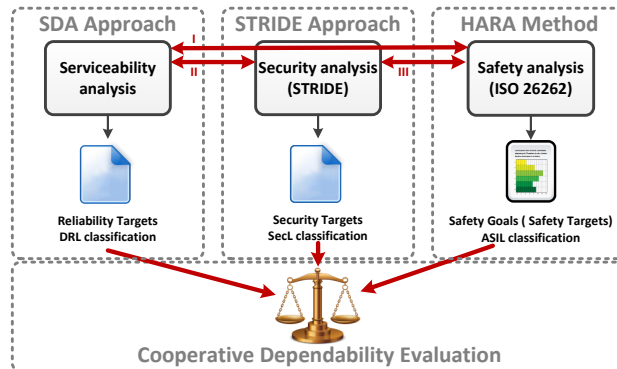 SDA Approach
STRIDE Approach
HARA Method
I
Serviceability
analysis
II
Security analysis
(STRIDE)
III
Safety analysis
(ISO 26262)
Reliability Targets
DRL classification
Security Targets
SecL classification
Safety Goals ( Safety Targets)
ASIL classification
Cooperative Dependability Evaluation